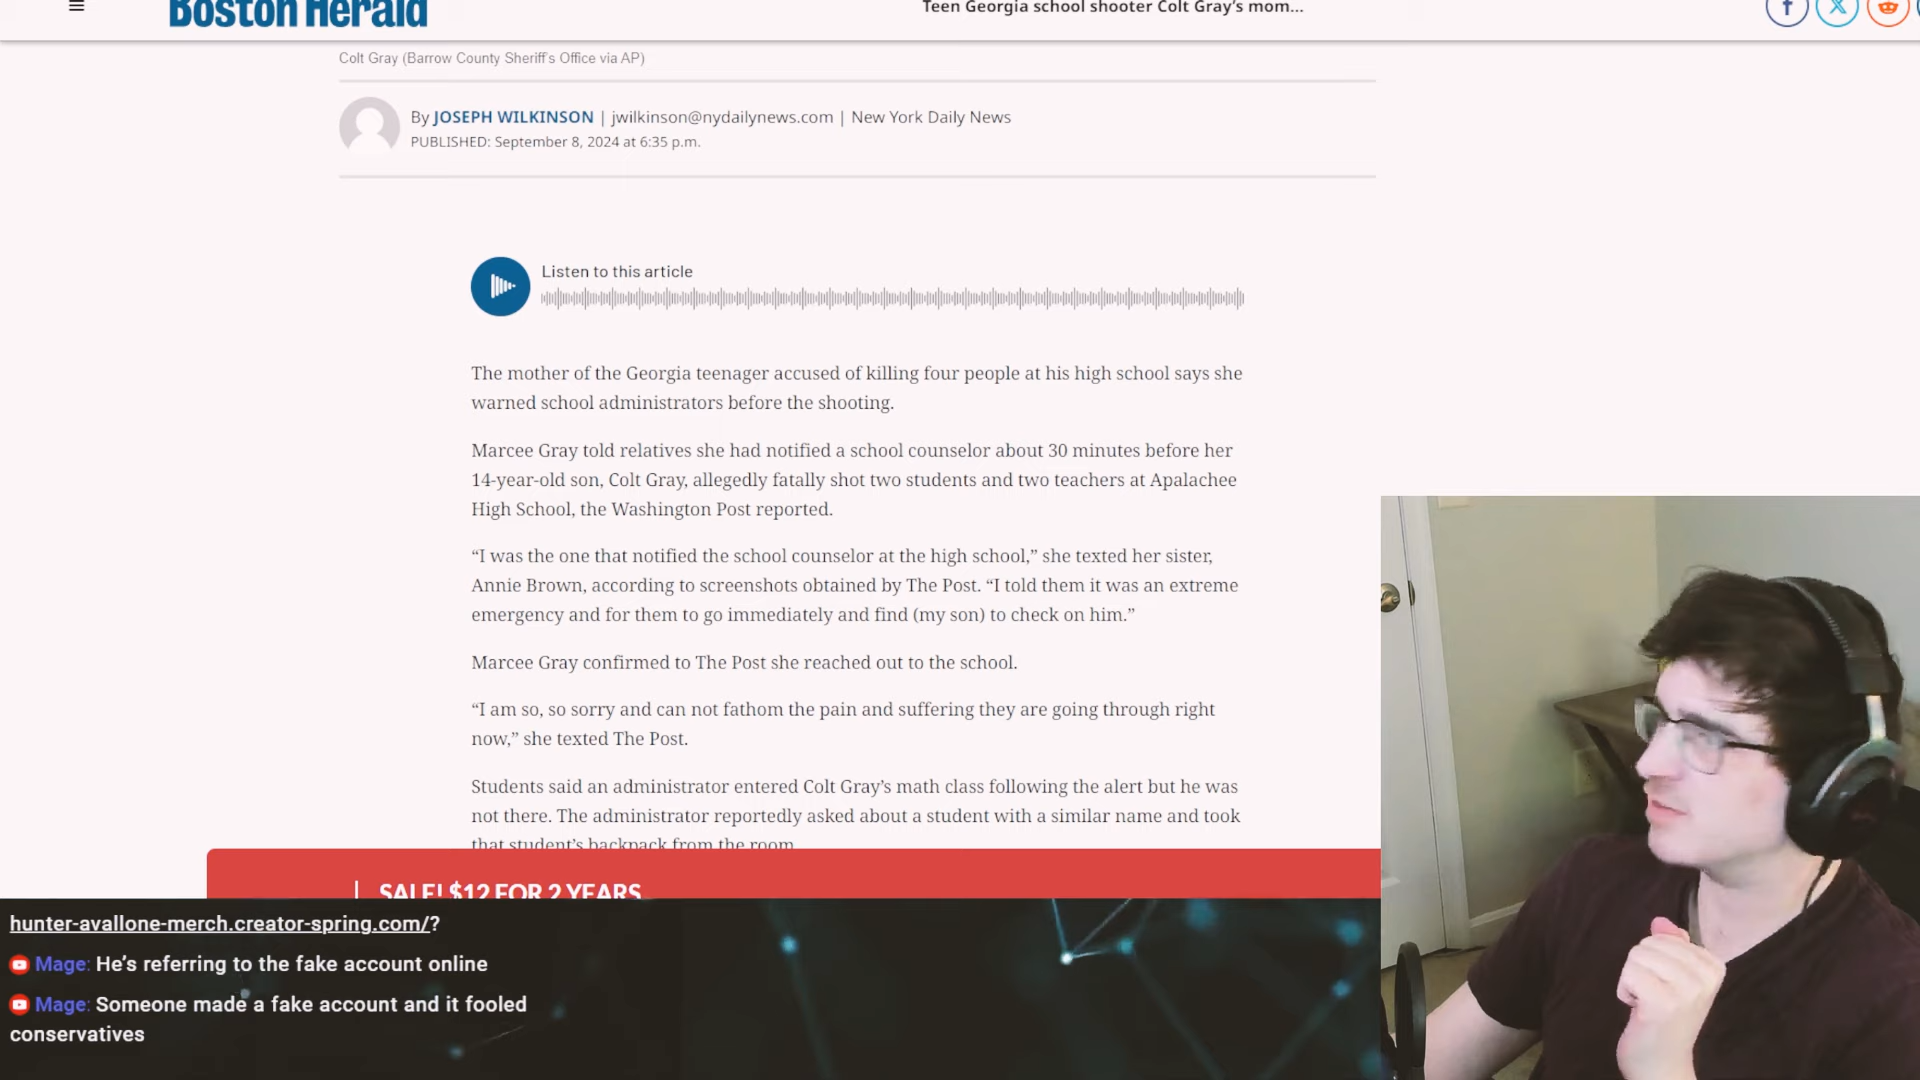 Boston Herald
Teen Georgia school shooter Colt Gray's mom...
Colt Gray (Barrow County Sheriff's Office via AP)
By JOSEPH WILKINSON | jwilkinson@nydailynews.com | New York Daily News
PUBLISHED: September 8, 2024 at 6:35 p.m.
Listen to this article
The mother of the Georgia teenager accused of killing four people at his high school says she
warned school administrators before the shooting.
Marcee Gray told relatives she had notified a school counselor about 30 minutes before her
14-year-old son, Colt Gray, allegedly fatally shot two students and two teachers at Apalachee
High School, the Washington Post reported.
“I was the one that notified the school counselor at the high school,” she texted her sister,
Annie Brown, according to screenshots obtained by The Post. “I told them it was an extreme
emergency and for them to go immediately and find (my son) to check on him.”
Marcee Gray confirmed to The Post she reached out to the school.
“I am so, so sorry and can not fathom the pain and suffering they are going through right
now,” she texted The Post.
Students said an administrator entered Colt Gray’s math class following the alert but he was
not there. The administrator reportedly asked about a student with a similar name and took
that student’s backpack from the room.
SALE! $12 FOR 2 YEARS
hunter-avallone-merch.creator-spring.com/?
Mage: He’s referring to the fake account online
Mage: Someone made a fake account and it fooled
conservatives